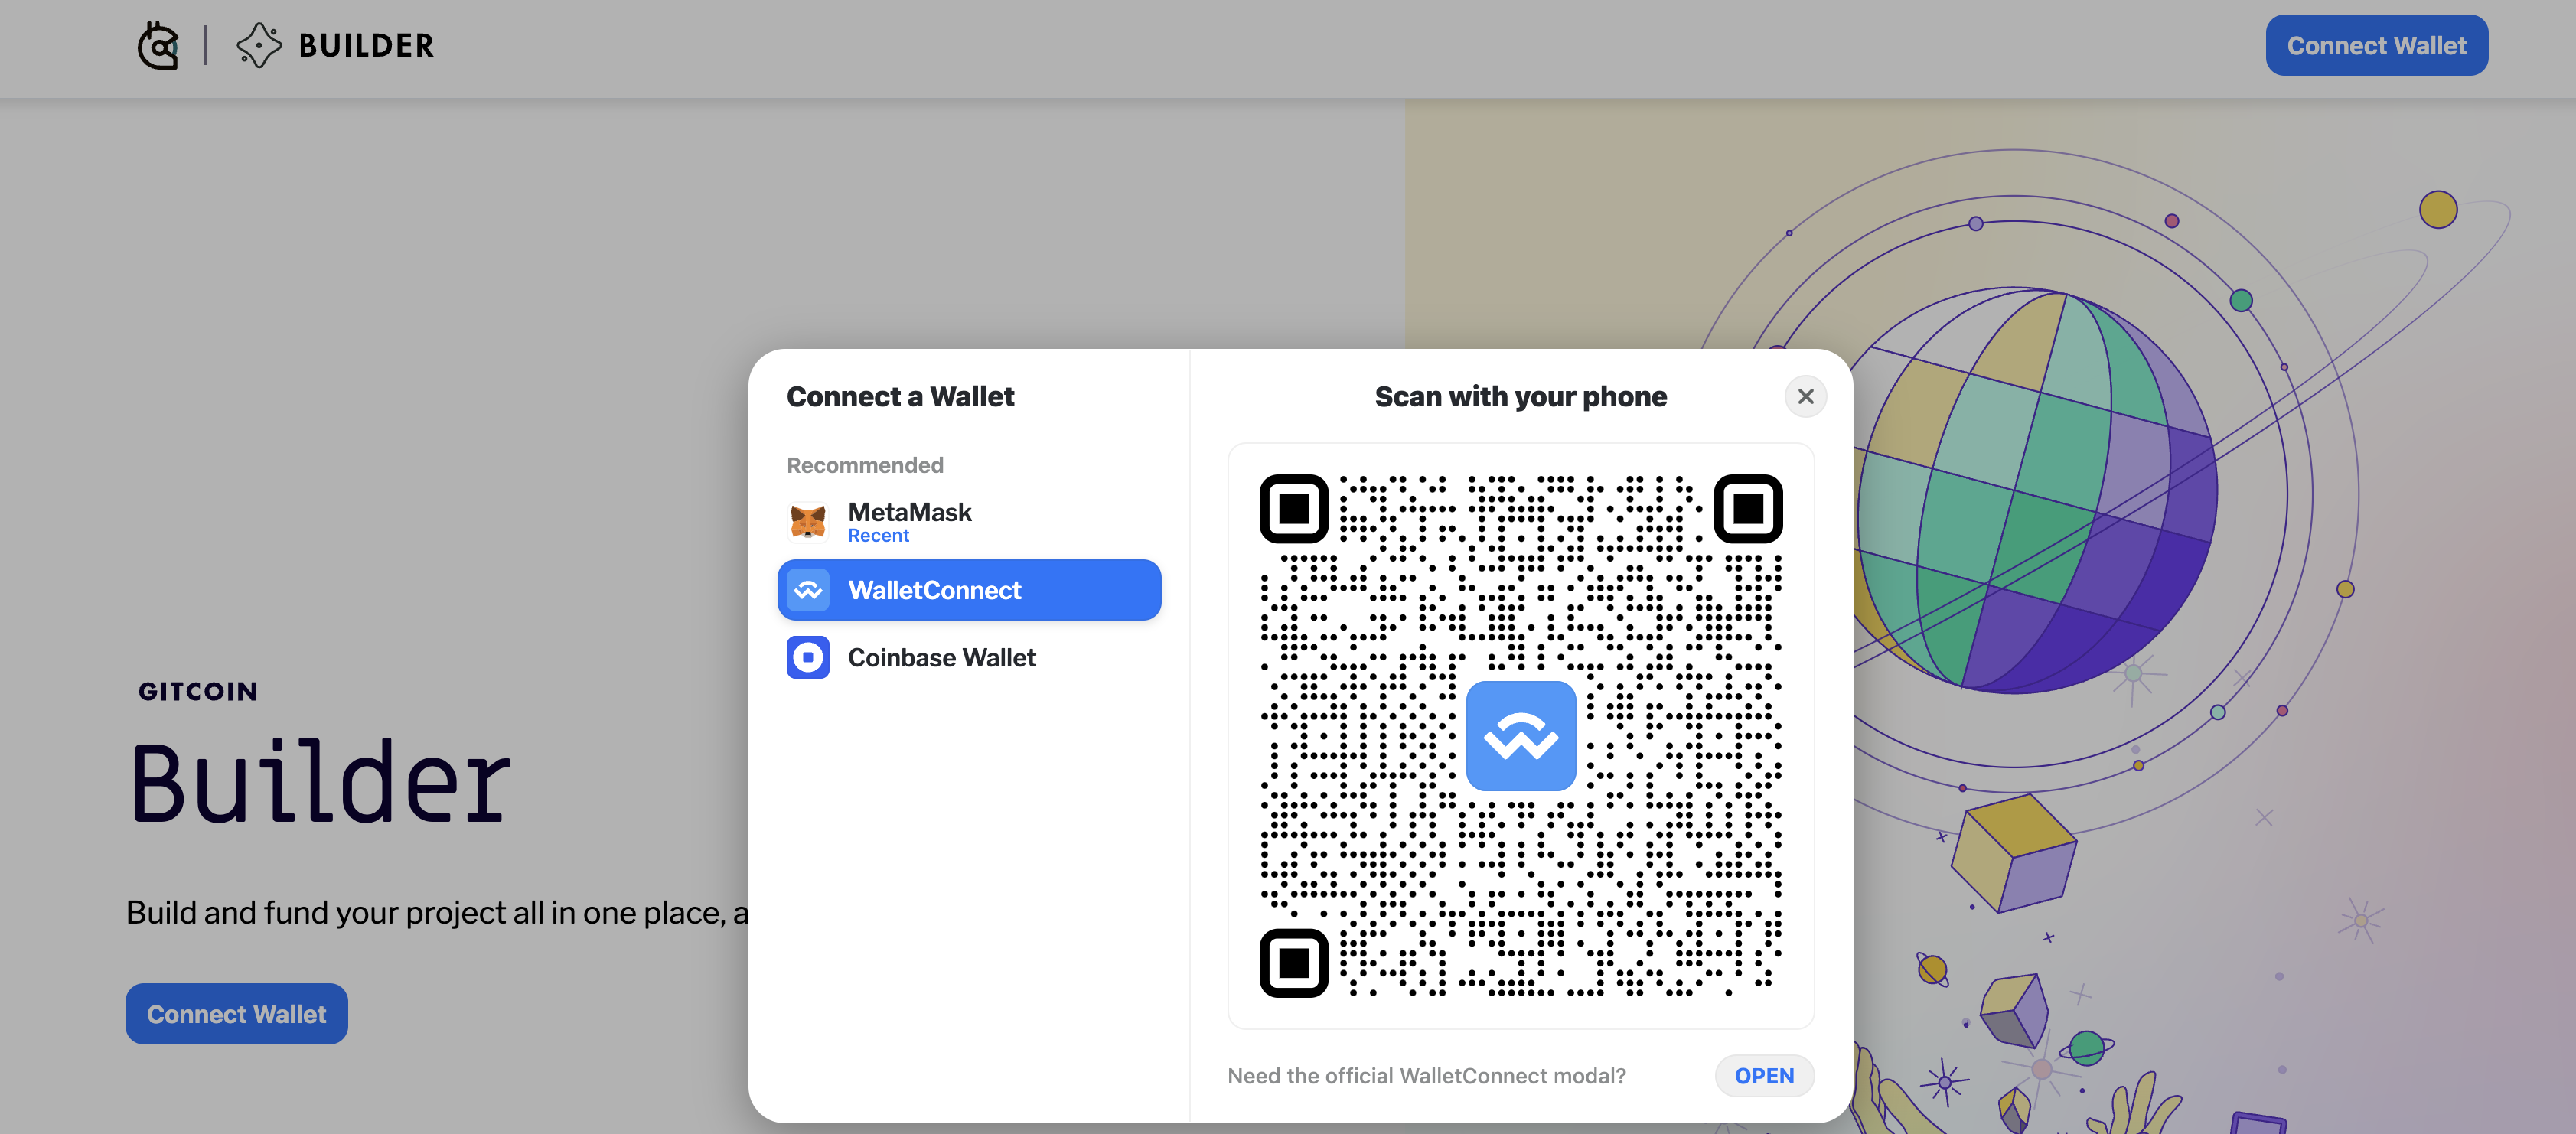 BUILDER
Connect Wallet
GITCOIN
Builder
Build and fund your project all in one place, a
Connect Wallet
Connect a Wallet
Recommended
MetaMask
Recent
WalletConnect
Coinbase Wallet
Scan with your phone
Need the official WalletConnect modal?
OPEN